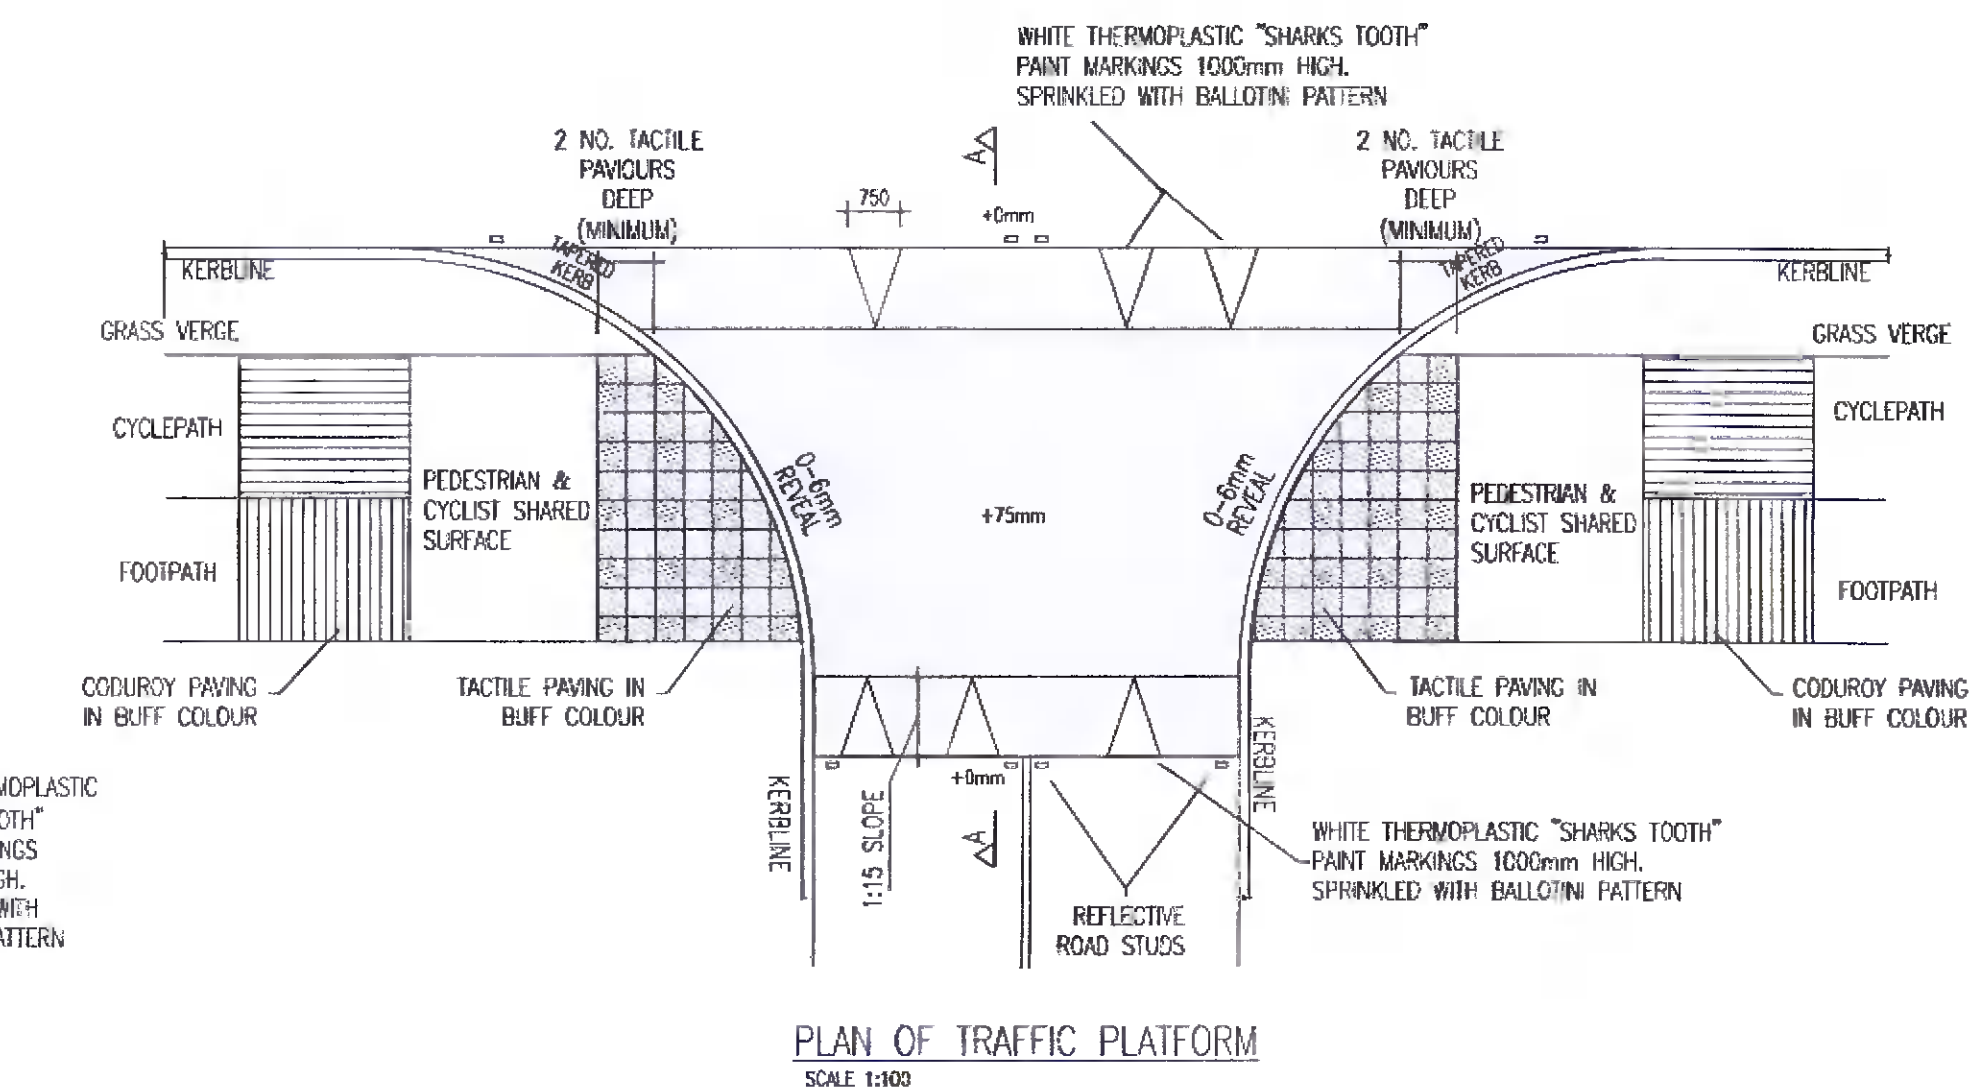 WHITE THERMOPLASTIC "SHARKS TOOTH"
PAINT MARKINGS 1000mm HIGH.
SPRINKLED WITH BALLOTINI PATTERN
2 NO. TACTILE
PAVIOURS
DEEP
(MINIMUM)
750
A
+0mm
2 NO. TACTILE
PAVIOURS
DEEP
(MINIMUM)
KERBLINE
TAPERED
KERB
TAPERED
KERB
KERBLINE
GRASS VERGE
GRASS VERGE
CYCLEPATH
CYCLEPATH
PEDESTRIAN &
CYCLIST SHARED
SURFACE
0-6mm
REVEAL
+75mm
0-6mm
REVEAL
PEDESTRIAN &
CYCLIST SHARED
SURFACE
FOOTPATH
FOOTPATH
CODUROY PAVING
IN BUFF COLOUR
TACTILE PAVING IN
BUFF COLOUR
TACTILE PAVING IN
BUFF COLOUR
CODUROY PAVING
IN BUFF COLOUR
KERBLINE
1:15 SLOPE
+0mm
A
KERBLINE
REFLECTIVE
ROAD STUDS
WHITE THERMOPLASTIC "SHARKS TOOTH"
PAINT MARKINGS 1000mm HIGH.
SPRINKLED WITH BALLOTINI PATTERN
MOPLASTIC
OTH"
NGS
GH.
WITH
ATTERN
PLAN OF TRAFFIC PLATFORM
SCALE 1:100